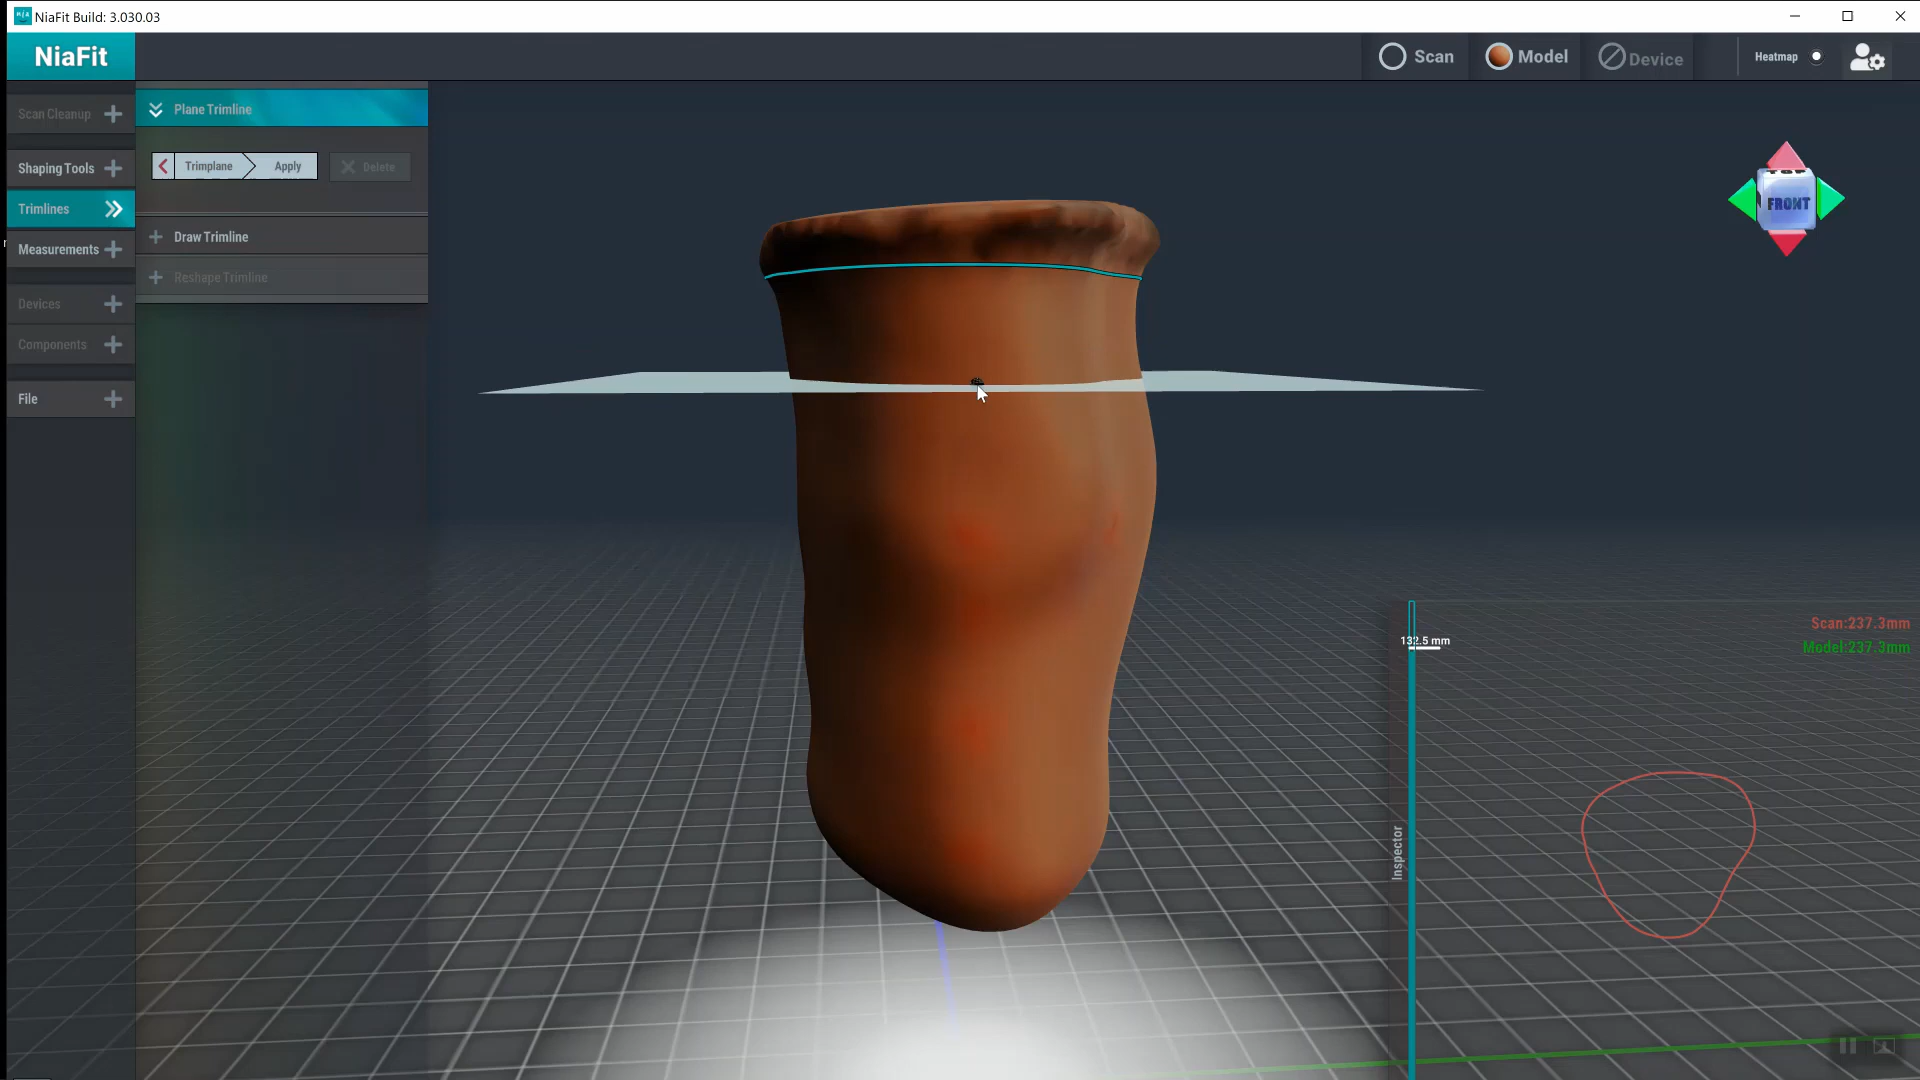 NiaFit Build: 3.030.03
NiaFit
Scan
Model
Device
Heatmap
Scan Cleanup
Shaping Tools
Trimlines
Measurements
Devices
Components
File
Plane Trimline
Trimplane
Apply
Delete
Draw Trimline
Reshape Trimline
TOP
FRONT
132.5 mm
Scan:237.3mm
Model:237.3mm
Inspector